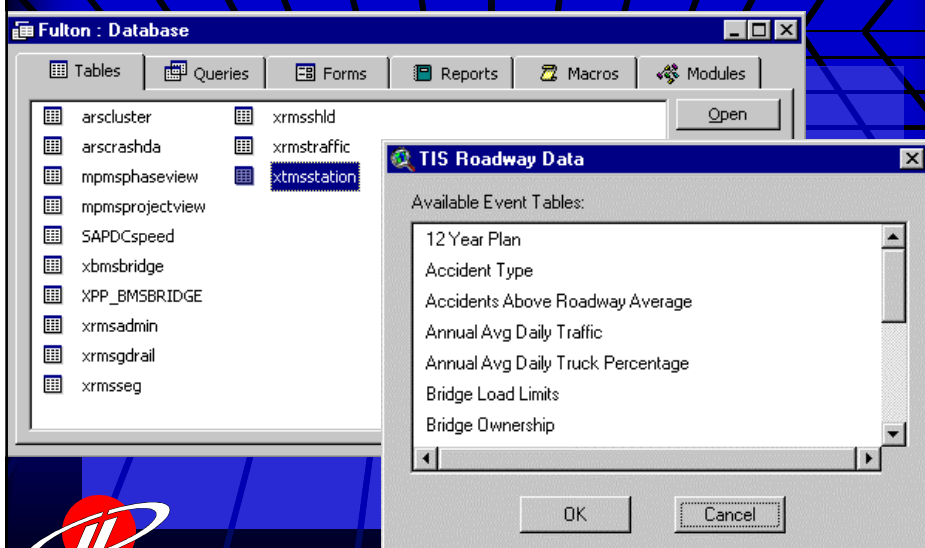 Fulton : Database
Tables Queries Forms Reports Macros Modules
arscluster
arscrashda
mpmsphaseview
mpmsprojectview
SAPDCspeed
xbmsbridge
XPP_BMSBRIDGE
xrmsadmin
xrmsgdrail
xrmsseg
xrmsshld
xrmstraffic
xtmsstation
Open
TIS Roadway Data
Available Event Tables:
12 Year Plan
Accident Type
Accidents Above Roadway Average
Annual Avg Daily Traffic
Annual Avg Daily Truck Percentage
Bridge Load Limits
Bridge Ownership
OK Cancel